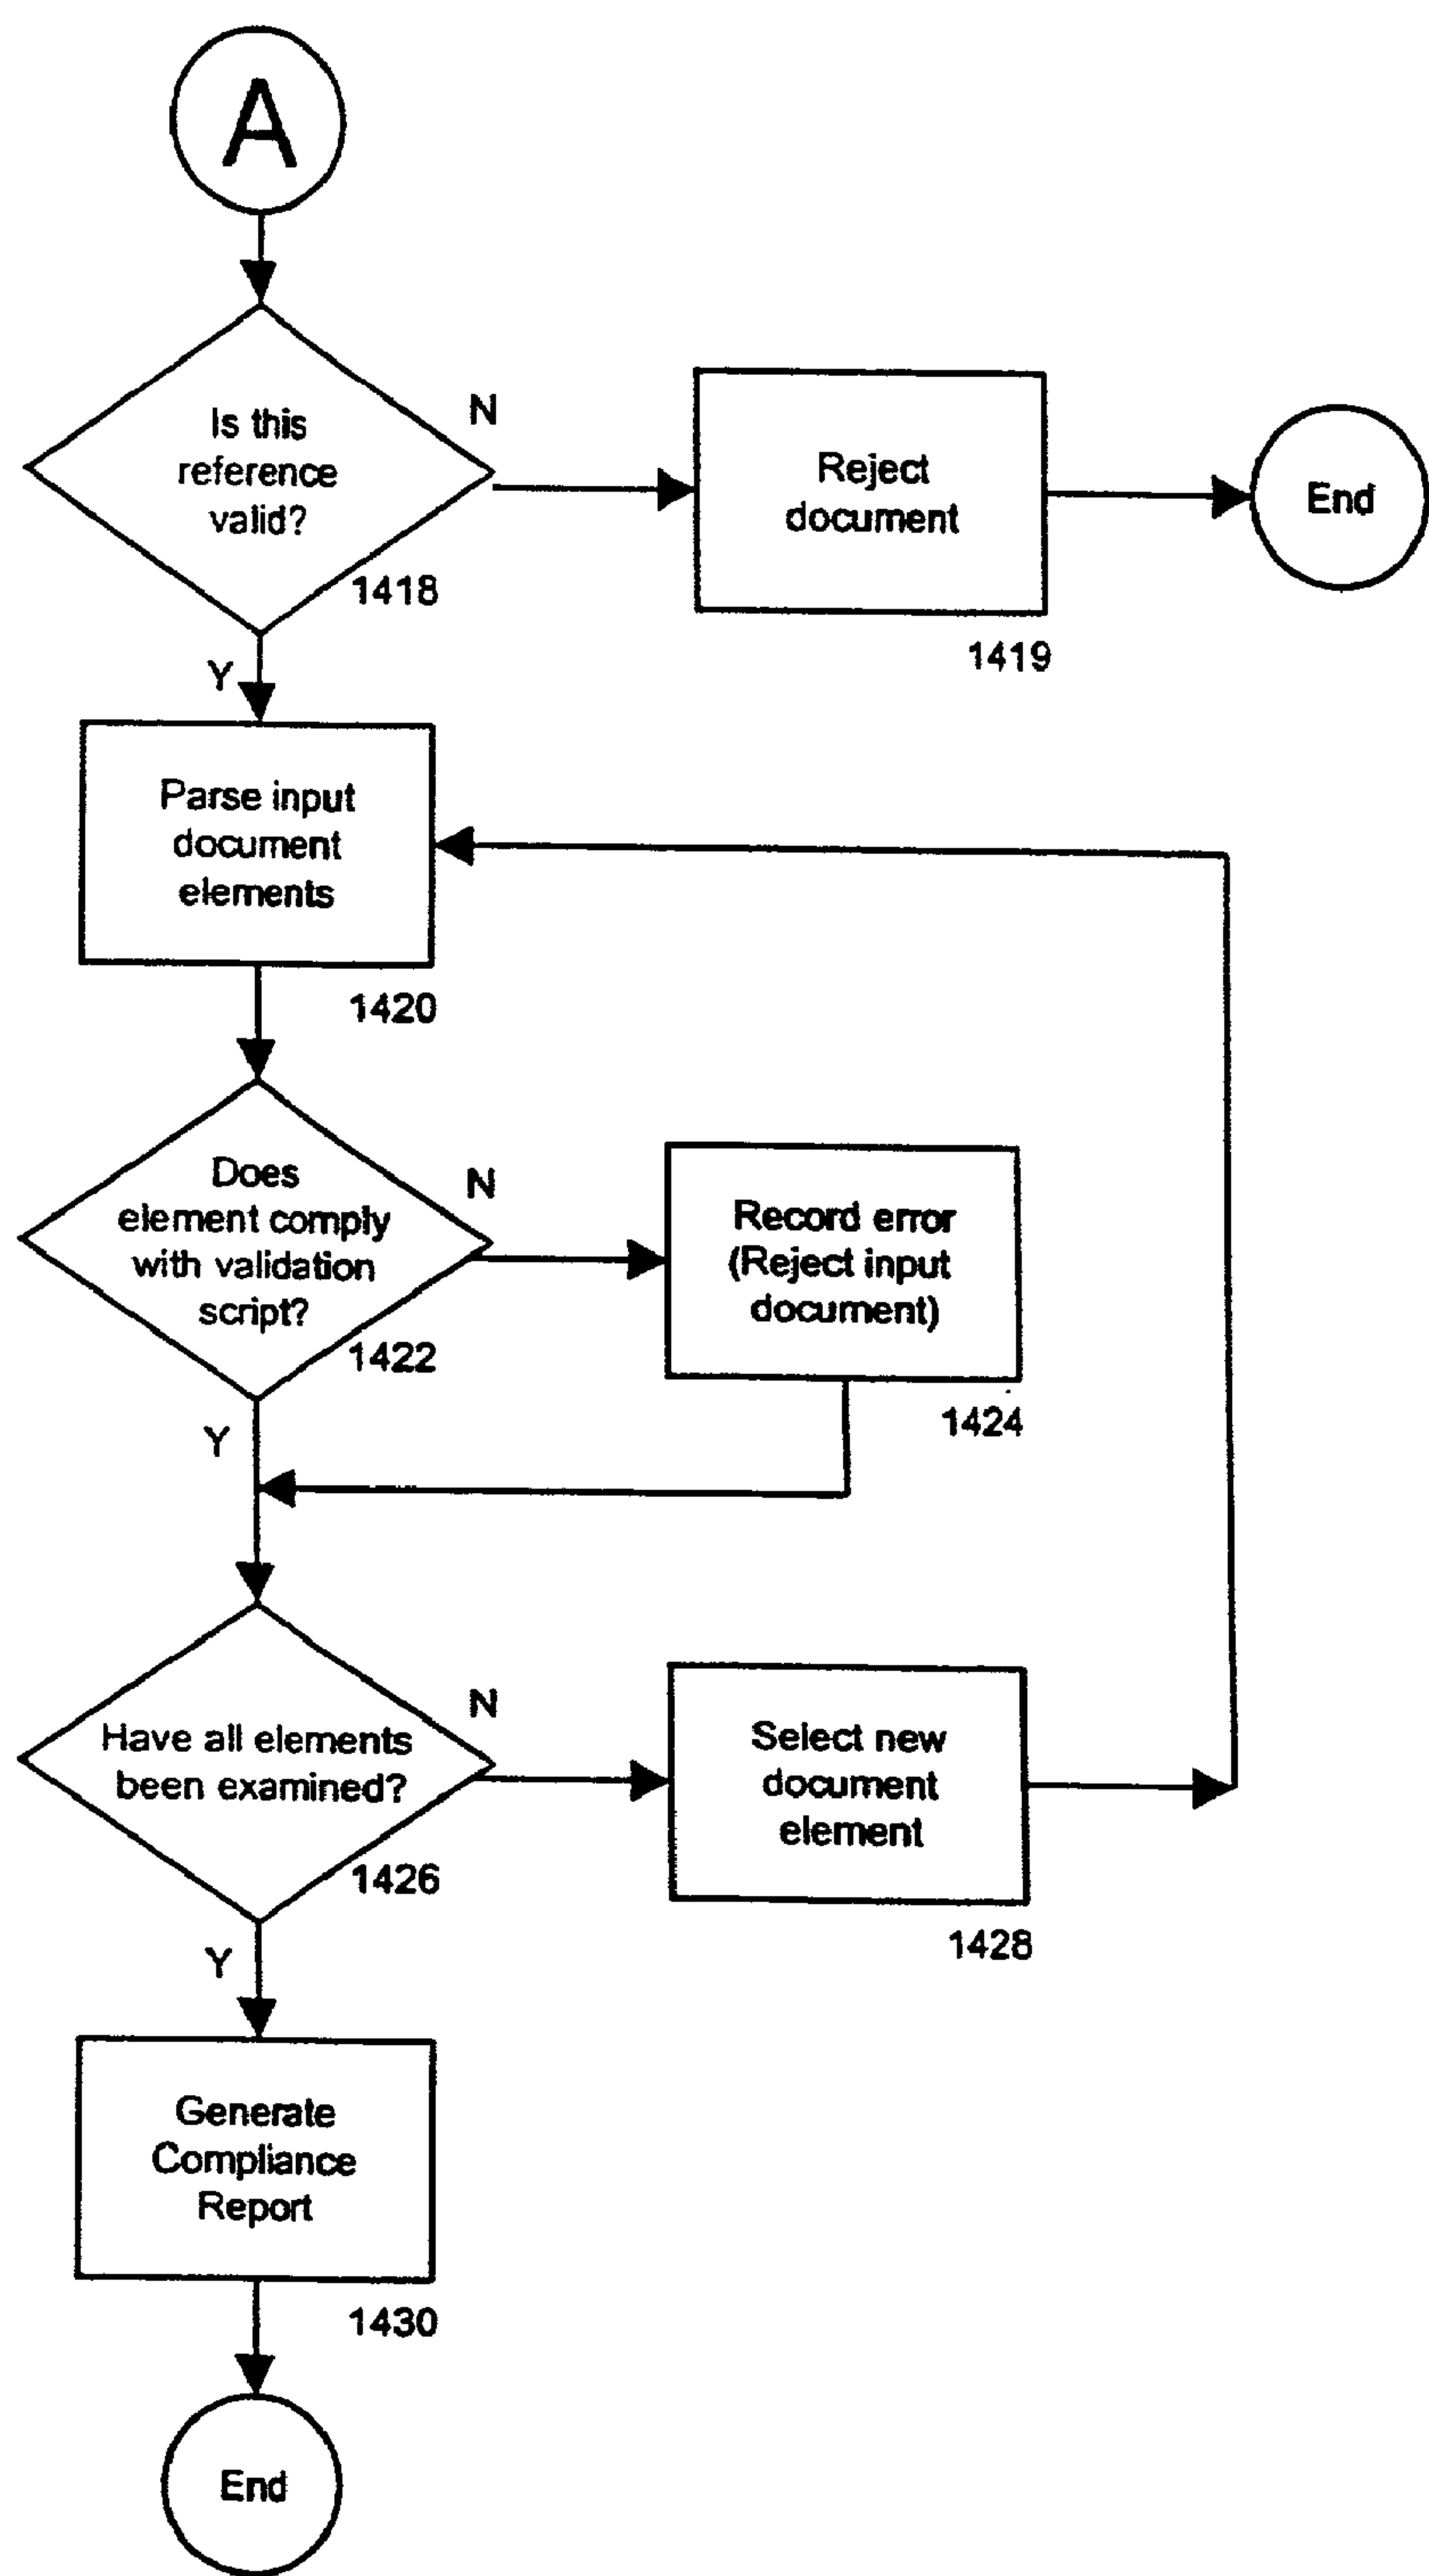 A
Is this
reference
valid?
N
1418
Reject
document
1419
End
Y
Parse input
document
elements
1420
Does
element comply
with validation
script?
N
1422
Record error
(Reject input
document)
1424
Y
Have all elements
been examined?
N
1426
Select new
document
element
1428
Y
Generate
Compliance
Report
1430
End